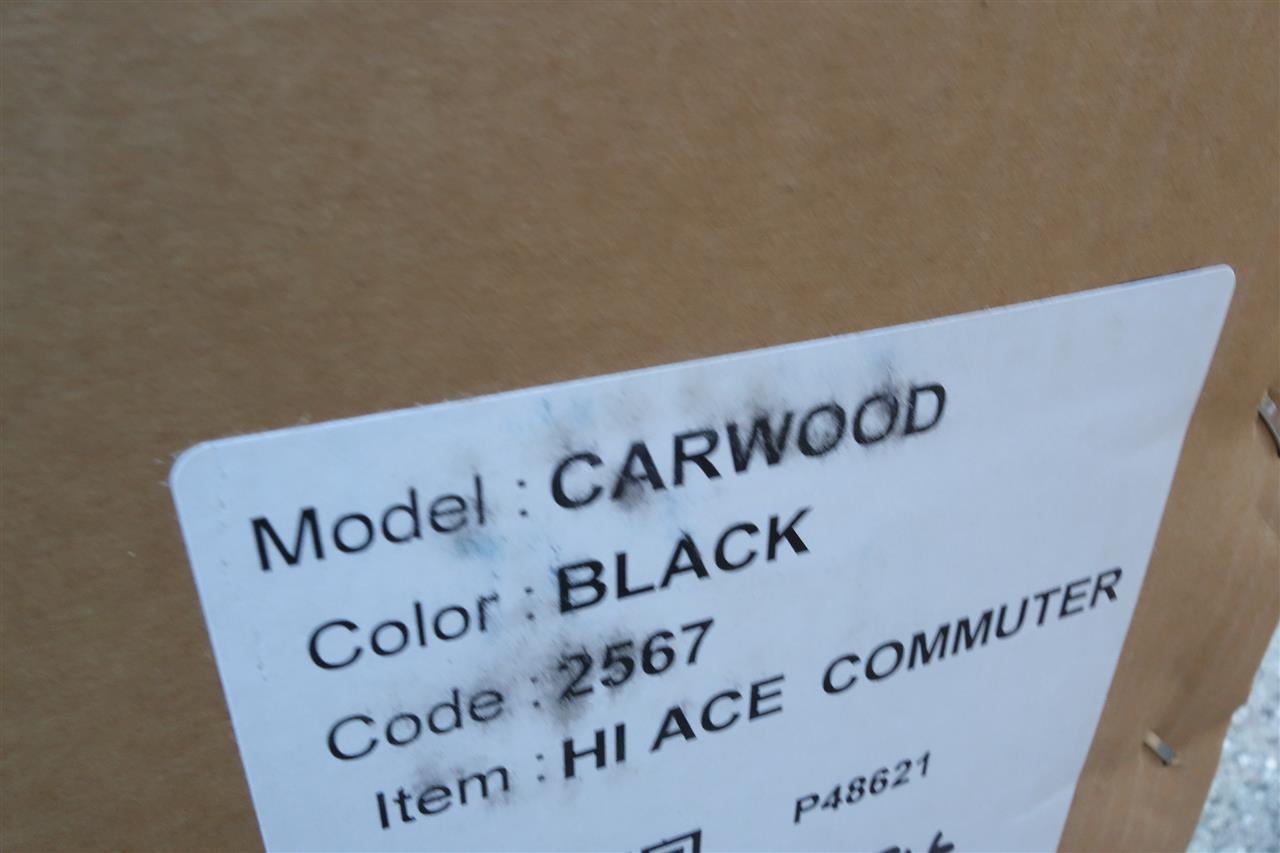 Model : CARWOOD
Color : BLACK
Code : 2567
Item : HI ACE COMMUTER
P48621